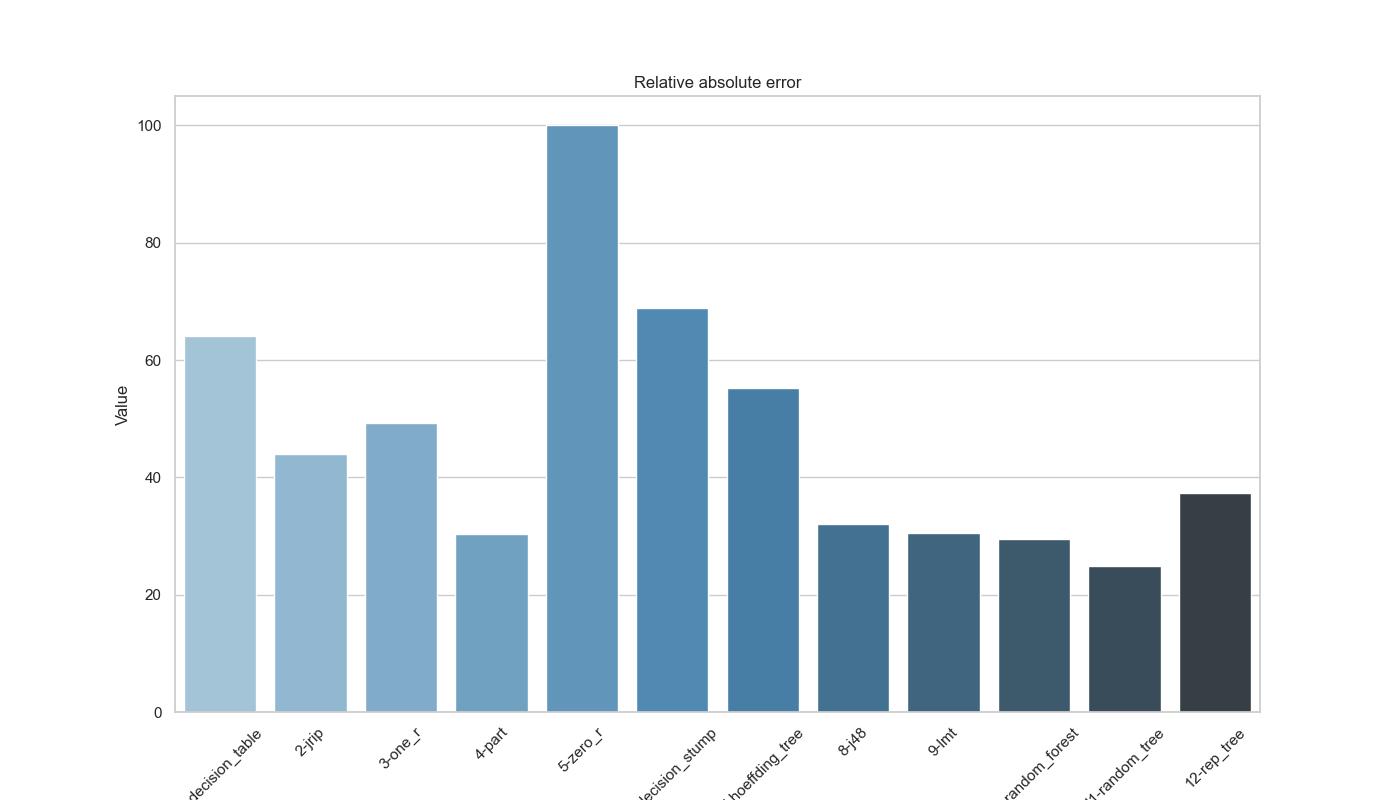 Relative absolute error
Value
100
80
60
40
20
0
decision_table
2-jrip
3-one_r
4-part
5-zero_r
decision_stump
hoeffding_tree
8-j48
9-lmt
random_forest
11-random_tree
12-rep_tree